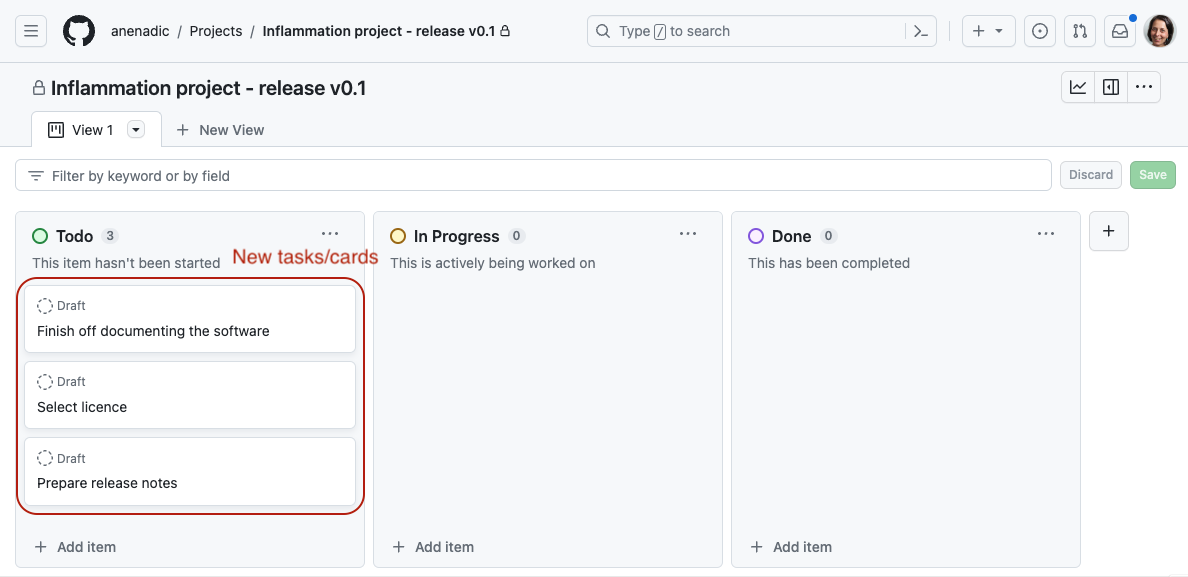 anenadic / Projects / Inflammation project - release v0.1
Type / to search
Inflammation project - release v0.1
View 1
New View
Filter by keyword or by field
Discard
Save
Todo 3
This item hasn't been started
New tasks/cards
Draft
Finish off documenting the software
Draft
Select licence
Draft
Prepare release notes
Add item
In Progress 0
This is actively being worked on
Add item
Done 0
This has been completed
Add item